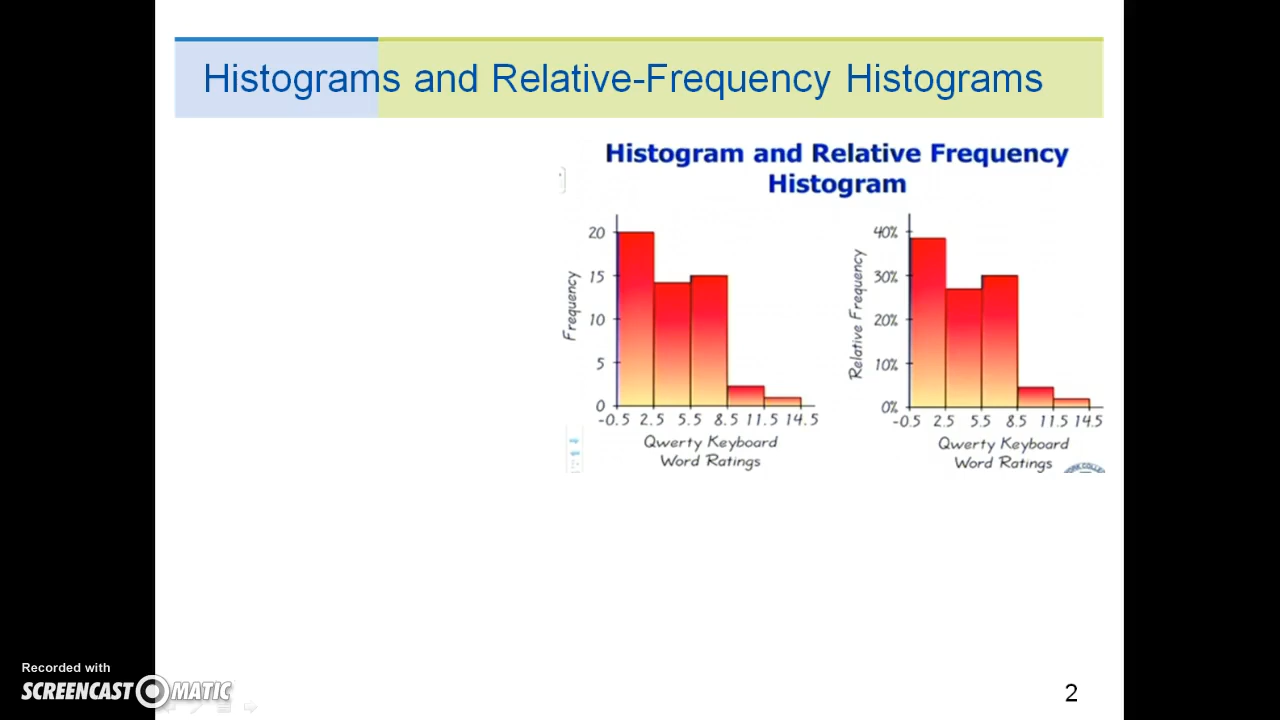 Histograms and Relative-Frequency Histograms
Histogram and Relative Frequency
Histogram
20
15
10
5
0
Frequency
-0.5 2.5 5.5 8.5 11.5 14.5
Qwerty Keyboard
Word Ratings
40%
30%
20%
10%
0%
Relative Frequency
-0.5 2.5 5.5 8.5 11.5 14.5
Qwerty Keyboard
Word Ratings
Recorded with
SCREENCAST MATIC
2